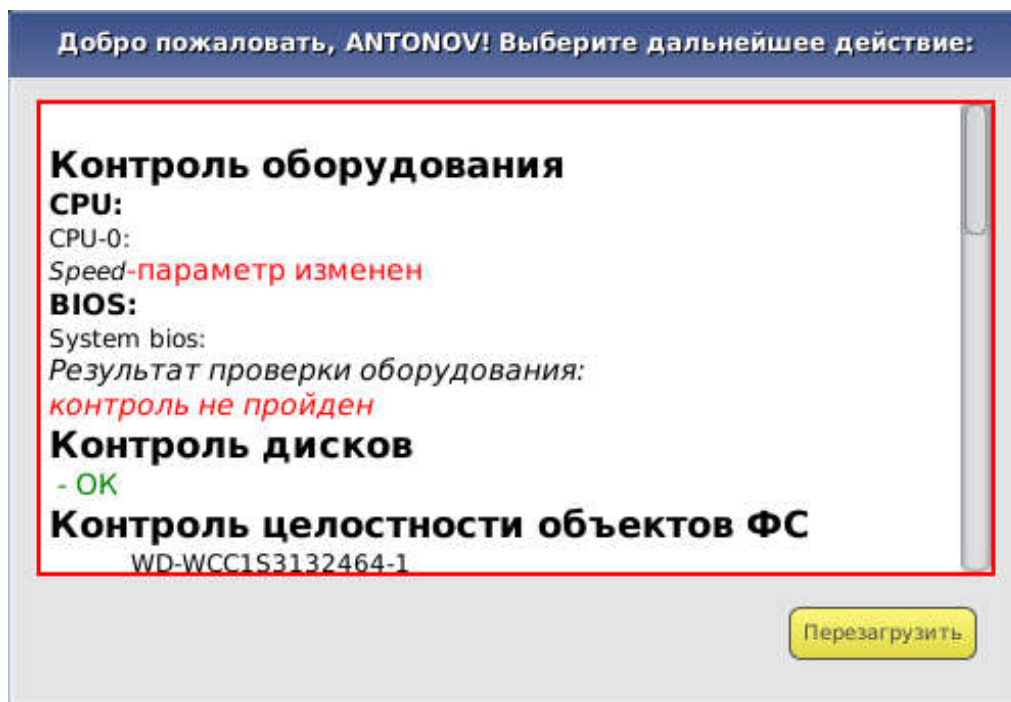 Добро пожаловать, ANTONOV! Выберите дальнейшее действие:
Контроль оборудования
CPU:
CPU-0:
Speed-параметр изменен
BIOS:
System bios:
Результат проверки оборудования:
контроль не пройден
Контроль дисков
- OK
Контроль целостности объектов ФС
WD-WCC1S3132464-1
Перезагрузить